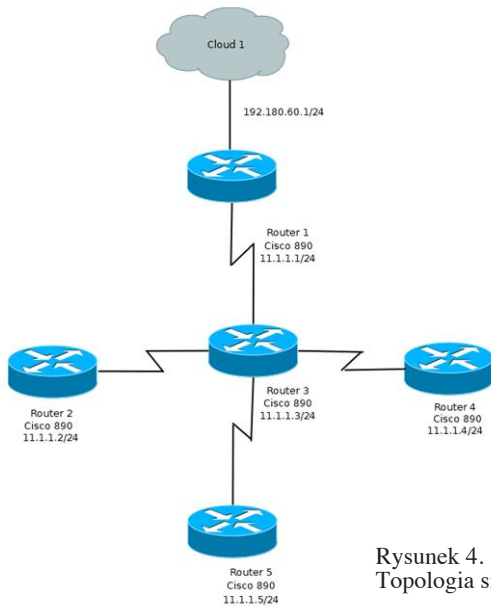 Cloud 1
192.180.60.1/24
Router 1
Cisco 890
11.1.1.1/24
Router 2
Cisco 890
11.1.1.2/24
Router 3
Cisco 890
11.1.1.3/24
Router 4
Cisco 890
11.1.1.4/24
Router 5
Cisco 890
11.1.1.5/24
Rysunek 4.
Topologia